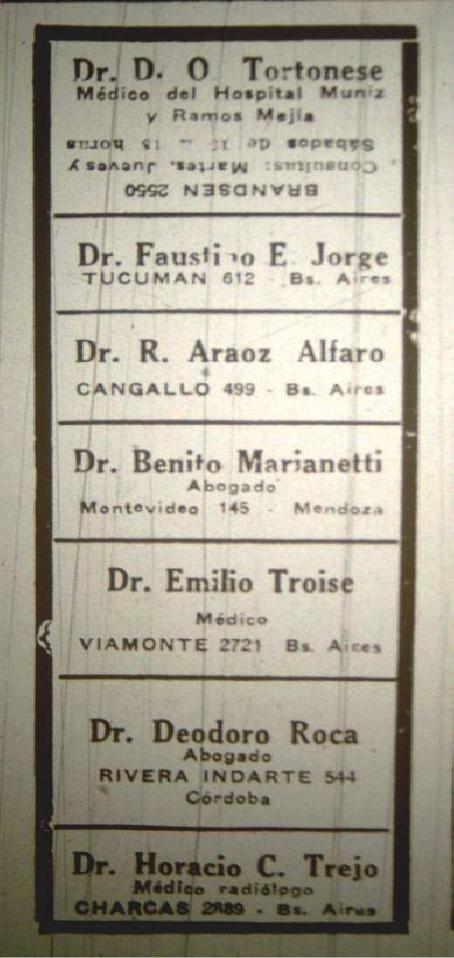 Dr. D. O Tortonese
Médico del Hospital Muniz
y Ramos Mejía
BRANDSEN 2550
Consultas: Martes, Jueves y
Sábados de a 18 horas
Dr. Faustino E. Jorge
TUCUMAN 612 - Bs. Aires
Dr. R. Araoz Alfaro
CANGALLO 499 - Bs. Aires
Dr. Benito Marianetti
Abogado
Montevideo 145 - Mendoza
Dr. Emilio Troise
Médico
VIAMONTE 2721 Bs. Aires
Dr. Deodoro Roca
Abogado
RIVERA INDARTE 544
Córdoba
Dr. Horacio C. Trejo
Médico radiólogo
CHARCAS 2889 - Bs. Aires